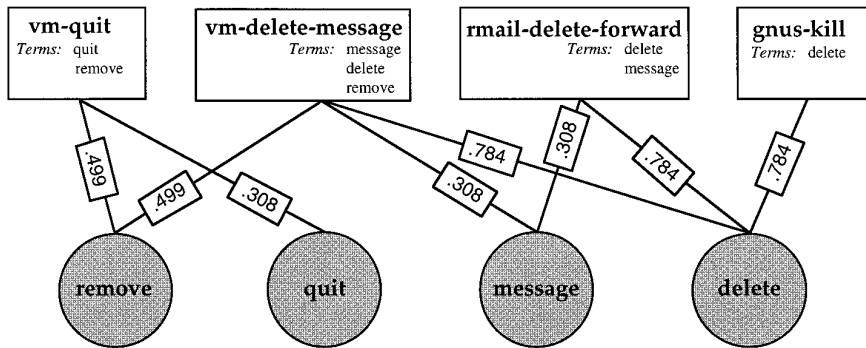 vm-quit
Terms: quit
remove
vm-delete-message
Terms: message
delete
remove
rmail-delete-forward
Terms: delete
message
gnus-kill
Terms: delete
.499
.499
.308
.784
.308
.308
.784
.784
remove
quit
message
delete